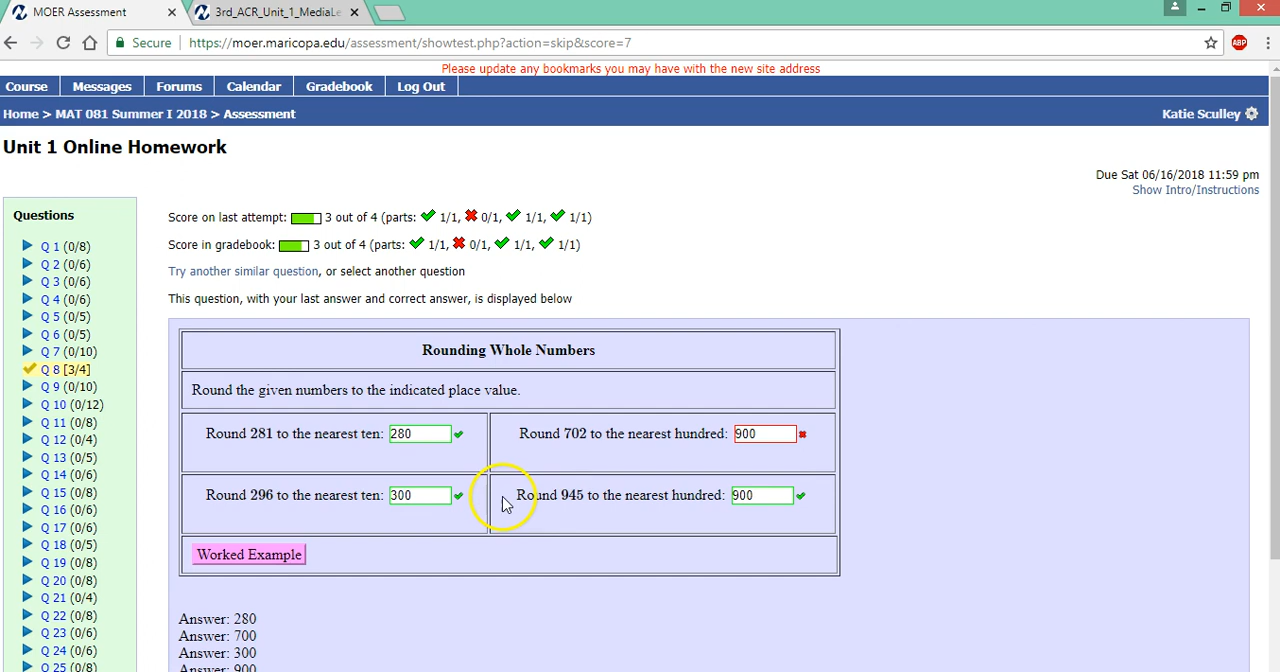 MOER Assessment
3rd_ACR_Unit_1_MediaLe
Secure
https://moer.maricopa.edu/assessment/showtest.php?action=skip&score=7
ABP
Please update any bookmarks you may have with the new site address
Course Messages Forums Calendar Gradebook Log Out
Home > MAT 081 Summer I 2018 > Assessment
Katie Sculley
Unit 1 Online Homework
Due Sat 06/16/2018 11:59 pm
Show Intro/Instructions
Questions
Q 1 (0/8)
Q 2 (0/6)
Q 3 (0/6)
Q 4 (0/6)
Q 5 (0/5)
Q 6 (0/5)
Q 7 (0/10)
Q 8 [3/4]
Q 9 (0/10)
Q 10 (0/12)
Q 11 (0/8)
Q 12 (0/4)
Q 13 (0/5)
Q 14 (0/6)
Q 15 (0/8)
Q 16 (0/6)
Q 17 (0/6)
Q 18 (0/5)
Q 19 (0/8)
Q 20 (0/8)
Q 21 (0/4)
Q 22 (0/8)
Q 23 (0/6)
Q 24 (0/6)
Q 25 (0/8)
Score on last attempt: 3 out of 4 (parts: 1/1, 0/1, 1/1, 1/1)
Score in gradebook: 3 out of 4 (parts: 1/1, 0/1, 1/1, 1/1)
Try another similar question, or select another question
This question, with your last answer and correct answer, is displayed below
Rounding Whole Numbers
Round the given numbers to the indicated place value.
Round 281 to the nearest ten: 280
Round 702 to the nearest hundred: 900
Round 296 to the nearest ten: 300
Round 945 to the nearest hundred: 900
Worked Example
Answer: 280
Answer: 700
Answer: 300
Answer: 900